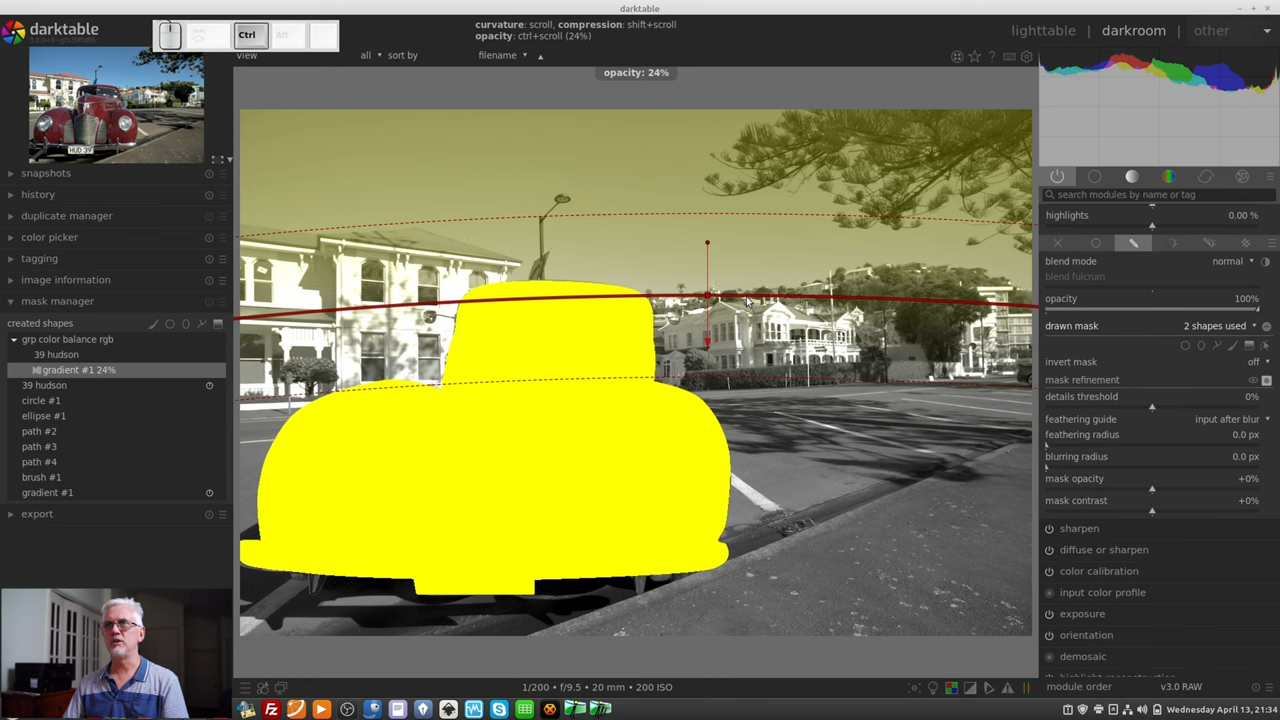 darktable
darktable
Ctrl
Alt
curvature: scroll, compression: shift+scroll
opacity: ctrl+scroll (24%)
lighttable | darkroom | other
view
all
sort by
filename
opacity: 24%
HUD 39
snapshots
history
duplicate manager
color picker
tagging
image information
mask manager
created shapes
grp color balance rgb
39 hudson
gradient #1 24%
39 hudson
circle #1
ellipse #1
path #2
path #3
path #4
brush #1
gradient #1
export
search modules by name or tag
highlights 0.00 %
blend mode normal
blend fulcrum
opacity 100%
drawn mask 2 shapes used
invert mask off
mask refinement
details threshold 0%
feathering guide input after blur
feathering radius 0.0 px
blurring radius 0.0 px
mask opacity +0%
mask contrast +0%
sharpen
diffuse or sharpen
color calibration
input color profile
exposure
orientation
demosaic
highlight reconstruction
1/200 • f/9.5 • 20 mm • 200 ISO
module order v3.0 RAW
Wednesday April 13, 21:34